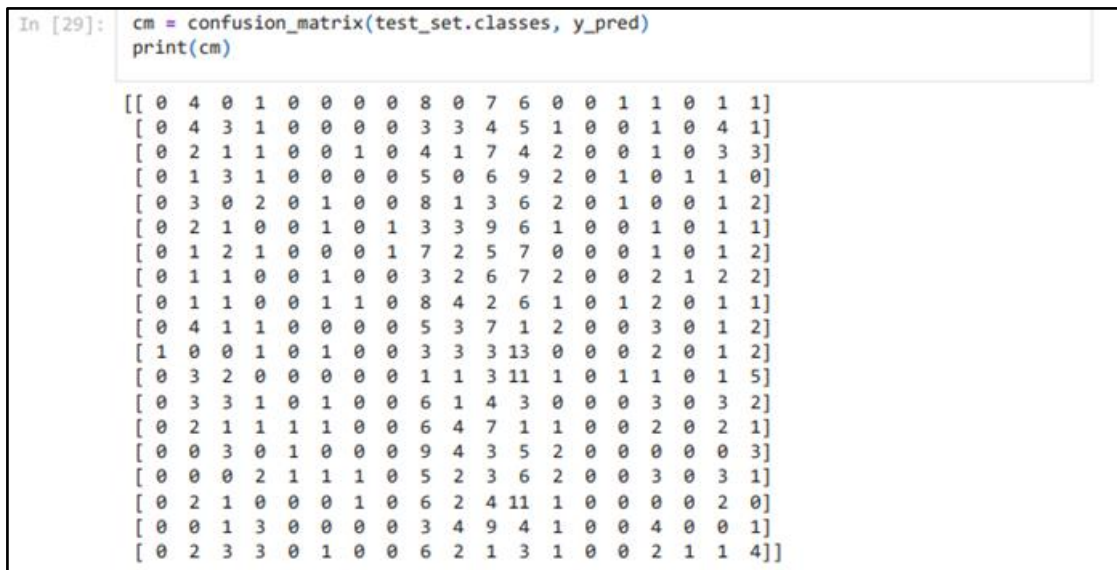 In [29]: cm = confusion_matrix(test_set.classes, y_pred)
print(cm)
[[ 0 4 0 1 0 0 0 0 8 0 7 6 0 0 1 1 0 1 1]
[ 0 4 3 1 0 0 0 0 3 3 4 5 1 0 0 1 0 4 1]
[ 0 2 1 1 0 0 1 0 4 1 7 4 2 0 0 1 0 3 3]
[ 0 1 3 1 0 0 0 0 5 0 6 9 2 0 1 0 1 1 0]
[ 0 3 0 2 0 1 0 0 8 1 3 6 2 0 1 0 0 1 2]
[ 0 2 1 0 0 1 0 1 3 3 9 6 1 0 0 1 0 1 1]
[ 0 1 2 1 0 0 0 1 7 2 5 7 0 0 0 1 0 1 2]
[ 0 1 1 0 0 1 0 0 3 2 6 7 2 0 0 2 1 2 2]
[ 0 1 1 0 0 1 1 0 8 4 2 6 1 0 1 2 0 1 1]
[ 0 4 1 1 0 0 0 0 5 3 7 1 2 0 0 3 0 1 2]
[ 1 0 0 1 0 1 0 0 3 3 3 13 0 0 0 2 0 1 2]
[ 0 3 2 0 0 0 0 0 1 1 3 11 1 0 1 1 0 1 5]
[ 0 3 3 1 0 1 0 0 6 1 4 3 0 0 0 3 0 3 2]
[ 0 2 1 1 1 1 0 0 6 4 7 1 1 0 0 2 0 2 1]
[ 0 0 3 0 1 0 0 0 9 4 3 5 2 0 0 0 0 0 3]
[ 0 0 0 2 1 1 1 0 5 2 3 6 2 0 0 3 0 3 1]
[ 0 2 1 0 0 0 1 0 6 2 4 11 1 0 0 0 0 2 0]
[ 0 0 1 3 0 0 0 0 3 4 9 4 1 0 0 4 0 0 1]
[ 0 2 3 3 0 1 0 0 6 2 1 3 1 0 0 2 1 1 4]]